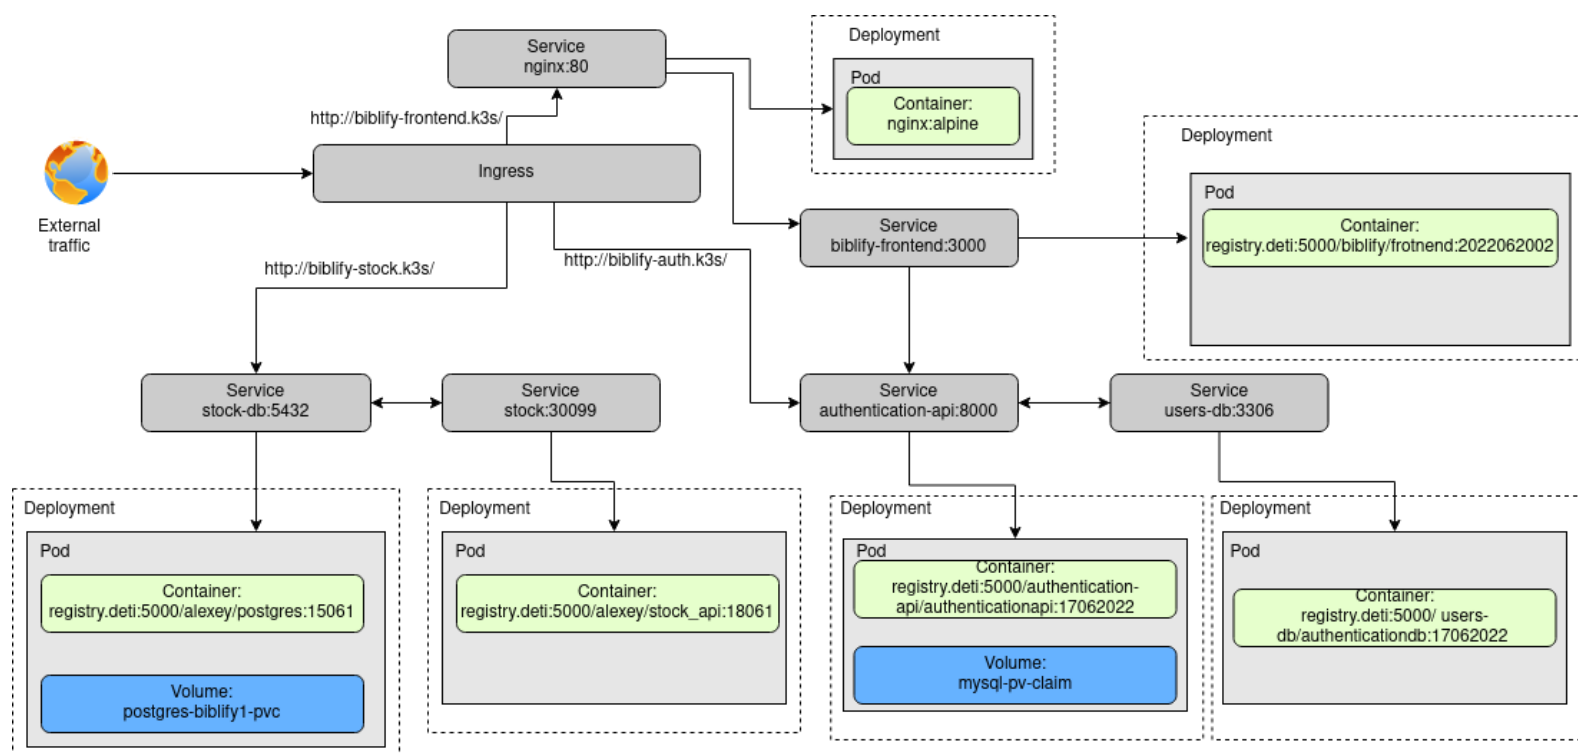 Service
nginx:80
Deployment
Pod
Container:
nginx:alpine
http://biblify-frontend.k3s/
Ingress
External
traffic
Deployment
Pod
Container:
registry.deti:5000/biblify/frotnend:2022062002
Service
biblify-frontend:3000
http://biblify-stock.k3s/
http://biblify-auth.k3s/
Service
stock-db:5432
Service
stock:30099
Service
authentication-api:8000
Service
users-db:3306
Deployment
Pod
Container:
registry.deti:5000/alexey/postgres:15061
Volume:
postgres-biblify1-pvc
Deployment
Pod
Container:
registry.deti:5000/alexey/stock_api:18061
Deployment
Pod
Container:
registry.deti:5000/authentication-
api/authenticationapi:17062022
Volume:
mysql-pv-claim
Deployment
Pod
Container:
registry.deti:5000/ users-
db/authenticationdb:17062022